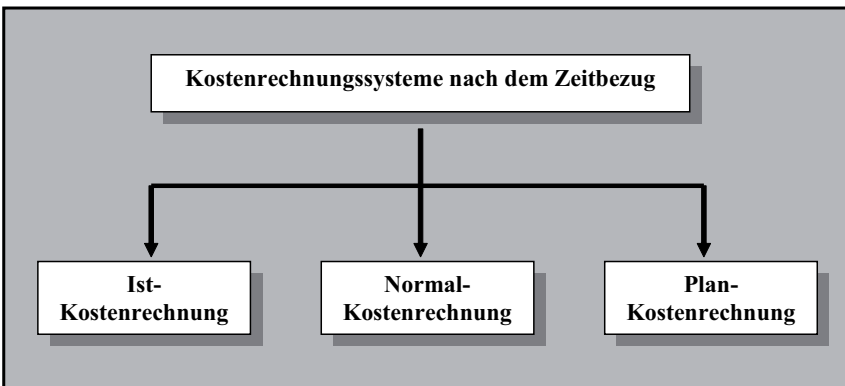 Kostenrechnungssysteme nach dem Zeitbezug
Ist-
Kostenrechnung
Normal-
Kostenrechnung
Plan-
Kostenrechnung